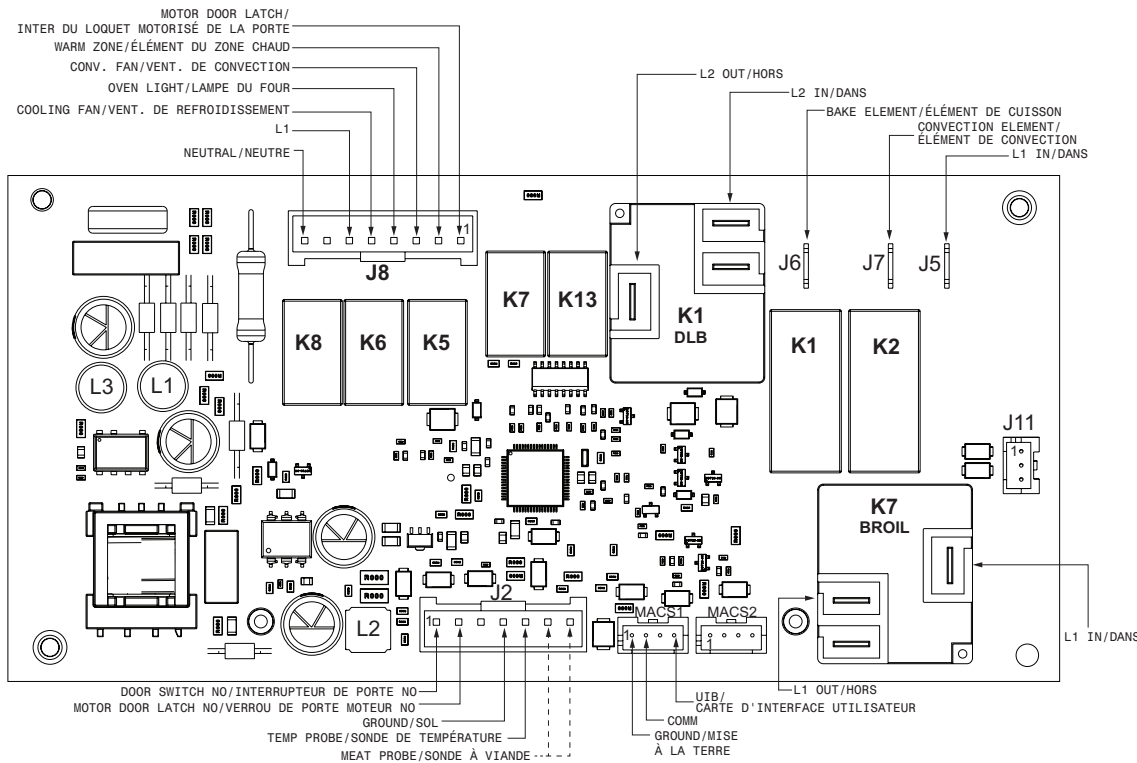 MOTOR DOOR LATCH/
INTER DU LOQUET MOTORISÉ DE LA PORTE
WARM ZONE/ÉLÉMENT DU ZONE CHAUD
CONV. FAN/VENT. DE CONVECTION
OVEN LIGHT/LAMPE DU FOUR
COOLING FAN/VENT. DE REFROIDISSEMENT
L1
NEUTRAL/NEUTRE
L2 OUT/HORS
L2 IN/DANS
BAKE ELEMENT/ÉLÉMENT DE CUISSON
CONVECTION ELEMENT/
ÉLÉMENT DE CONVECTION
L1 IN/DANS
1
J8
J6
J7
J5
K7
K13
K1
DLB
K8
K6
K5
K1
K2
L3
L1
J11
1
K7
BROIL
J2
1
L2
MACS1
1
MACS2
1
L1 IN/DANS
DOOR SWITCH NO/INTERRUPTEUR DE PORTE NO
MOTOR DOOR LATCH NO/VERROU DE PORTE MOTEUR NO
GROUND/SOL
TEMP PROBE/SONDE DE TEMPÉRATURE
MEAT PROBE/SONDE À VIANDE
UIB/
CARTE D'INTERFACE UTILISATEUR
COMM
GROUND/MISE
À LA TERRE
L1 OUT/HORS